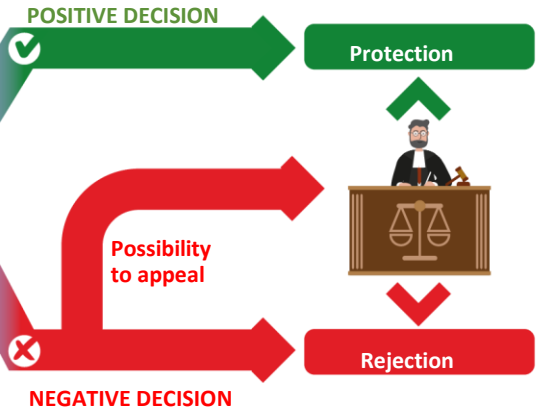 POSITIVE DECISION
Protection
Possibility
to appeal
Rejection
NEGATIVE DECISION